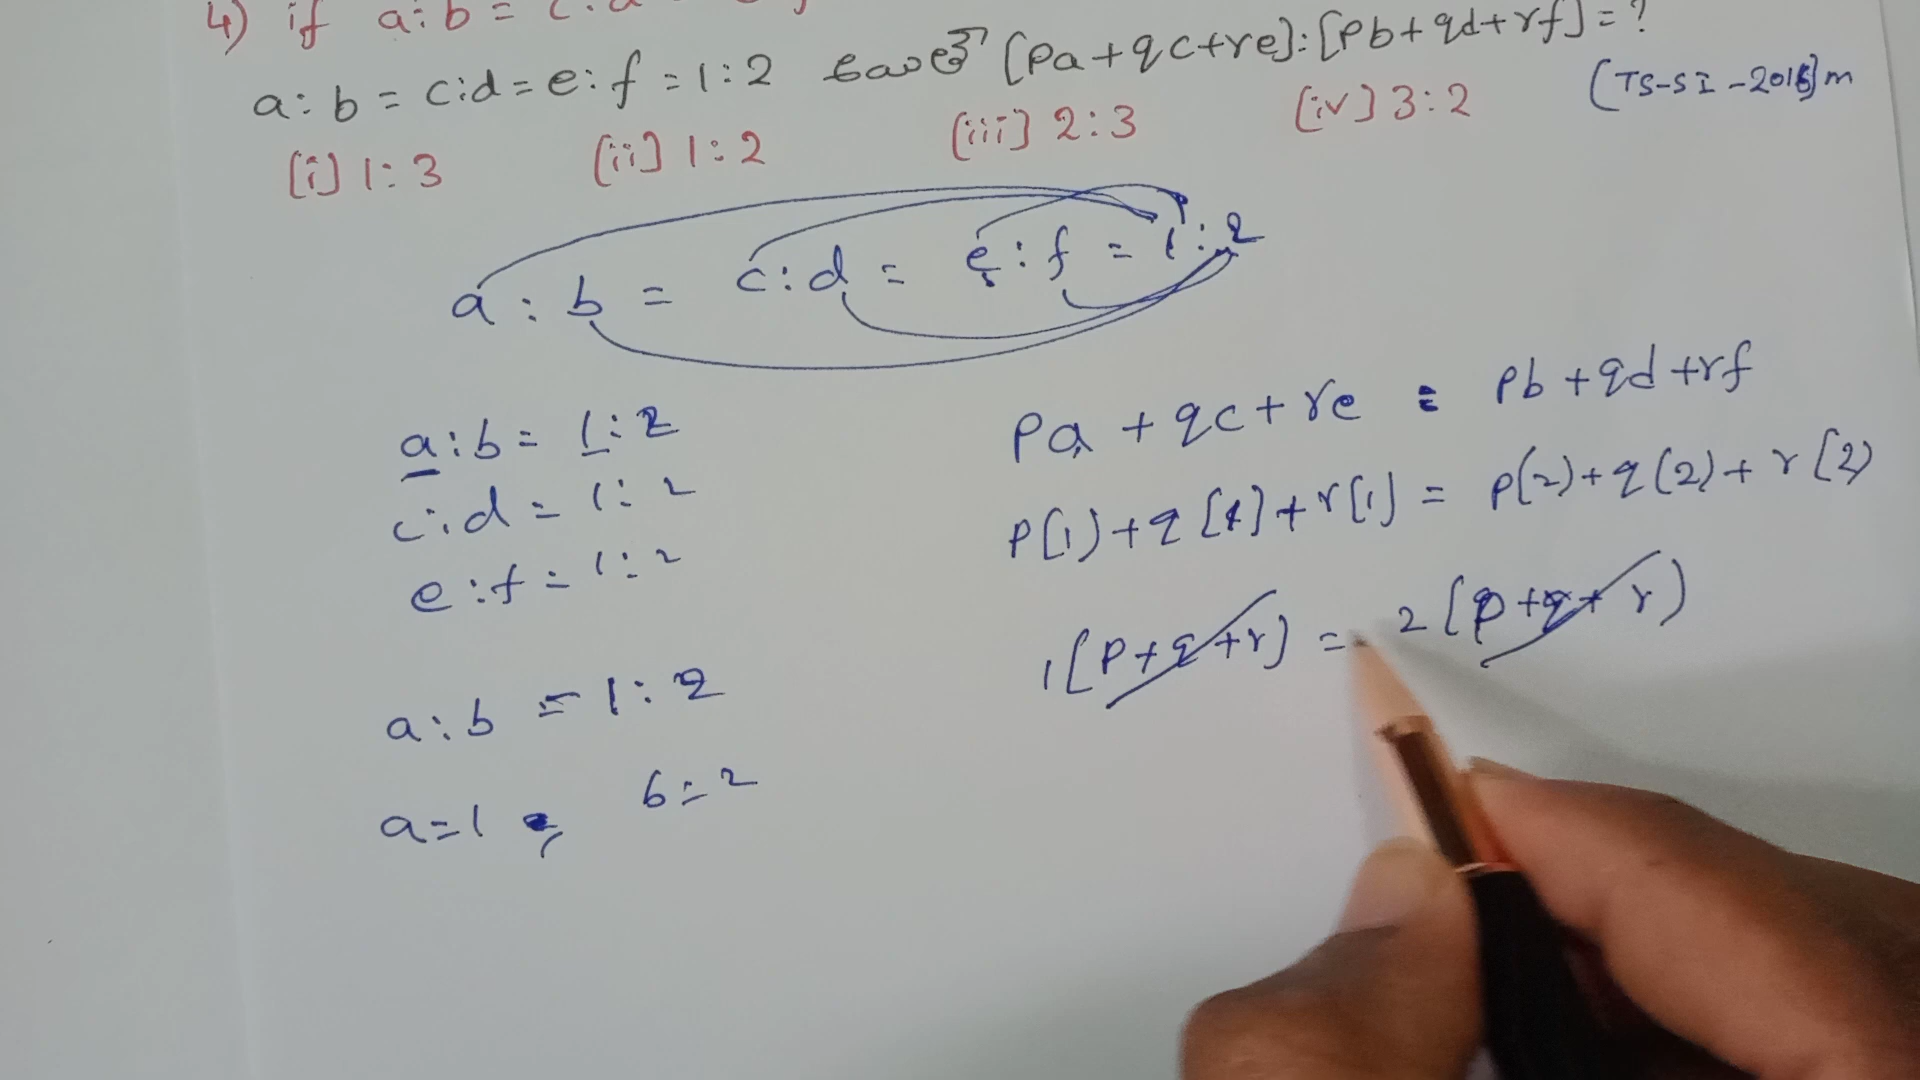 4) if a:b = c:d
a:b = c:d = e:f = 1:2 [Pa+qc+re]:[Pb+qd+rf] = ?
[i] 1:3 [ii] 1:2 [iii] 2:3 [iv] 3:2 [TS-SI-2018]m
a : b = c:d = e:f = 1:2
a:b = 1:2
c:d = 1:2
e:f = 1:2
a:b = 1:2
a=1, b=2
Pa + qc + re = Pb + qd + rf
P[1) + q[1] + r[1] = P(2) + q(2) + r[2)
1[P+q+r) = 2[P+q+r)